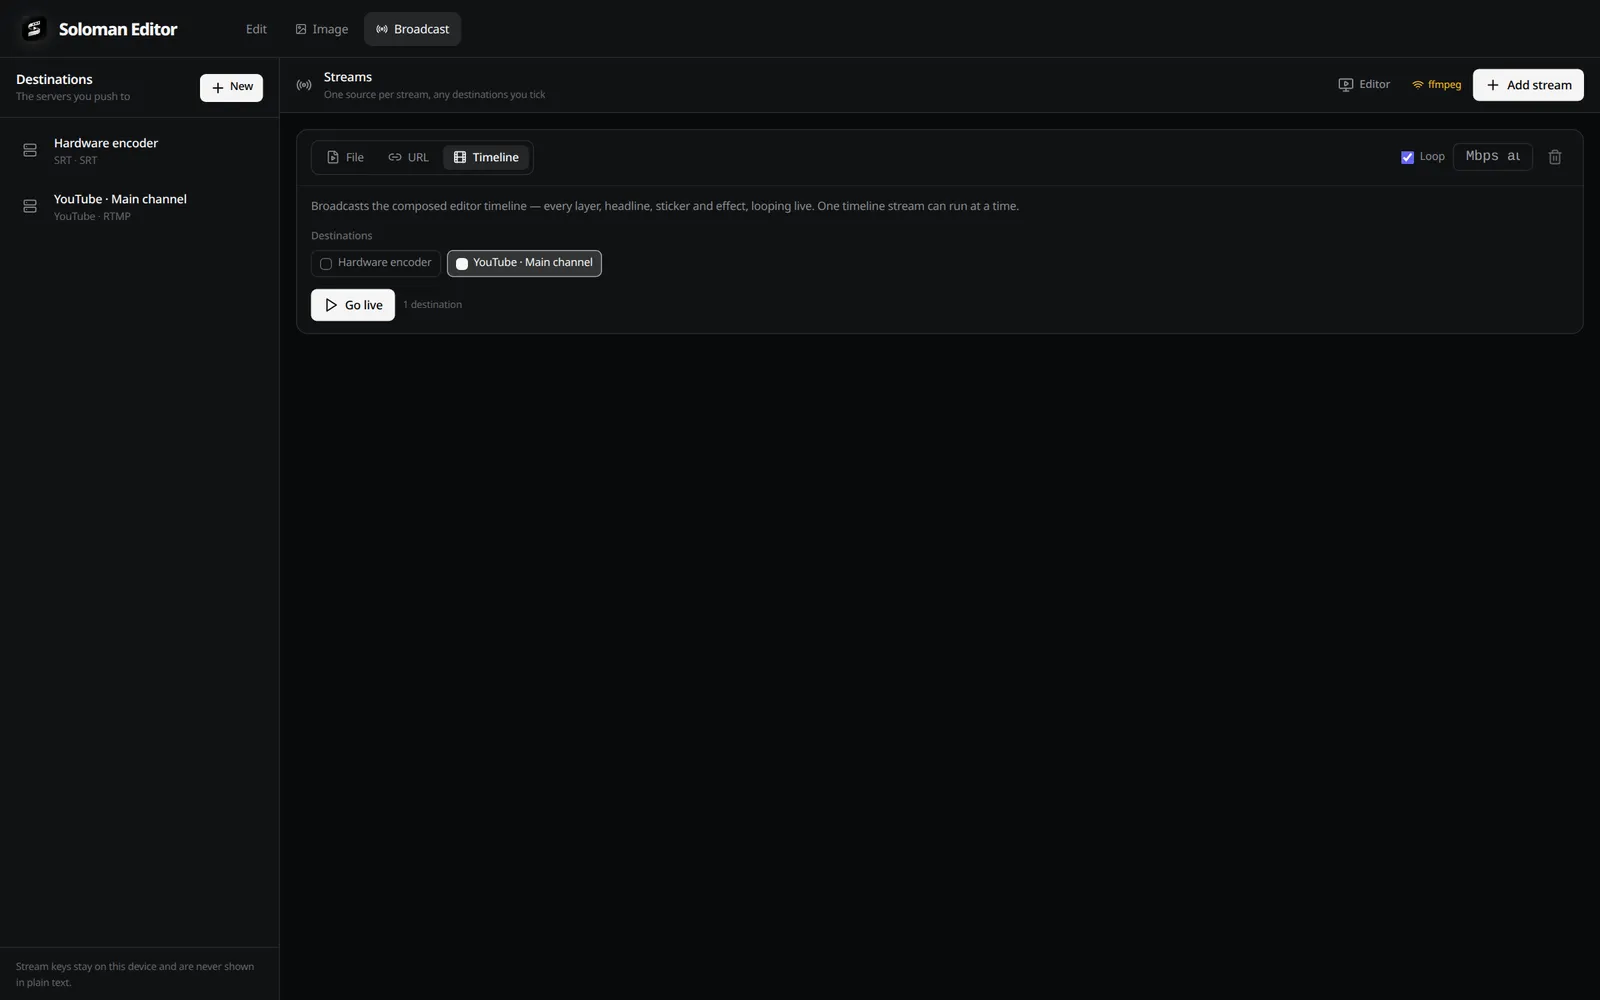 Soloman Editor
Edit
Image
Broadcast
Destinations
The servers you push to
New
Hardware encoder
SRT · SRT
YouTube · Main channel
YouTube · RTMP
Stream keys stay on this device and are never shown
in plain text.
Streams
One source per stream, any destinations you tick
Editor
ffmpeg
Add stream
File
URL
Timeline
Loop
Mbps
Broadcasts the composed editor timeline — every layer, headline, sticker and effect, looping live. One timeline stream can run at a time.
Destinations
Hardware encoder
YouTube · Main channel
Go live
1 destination